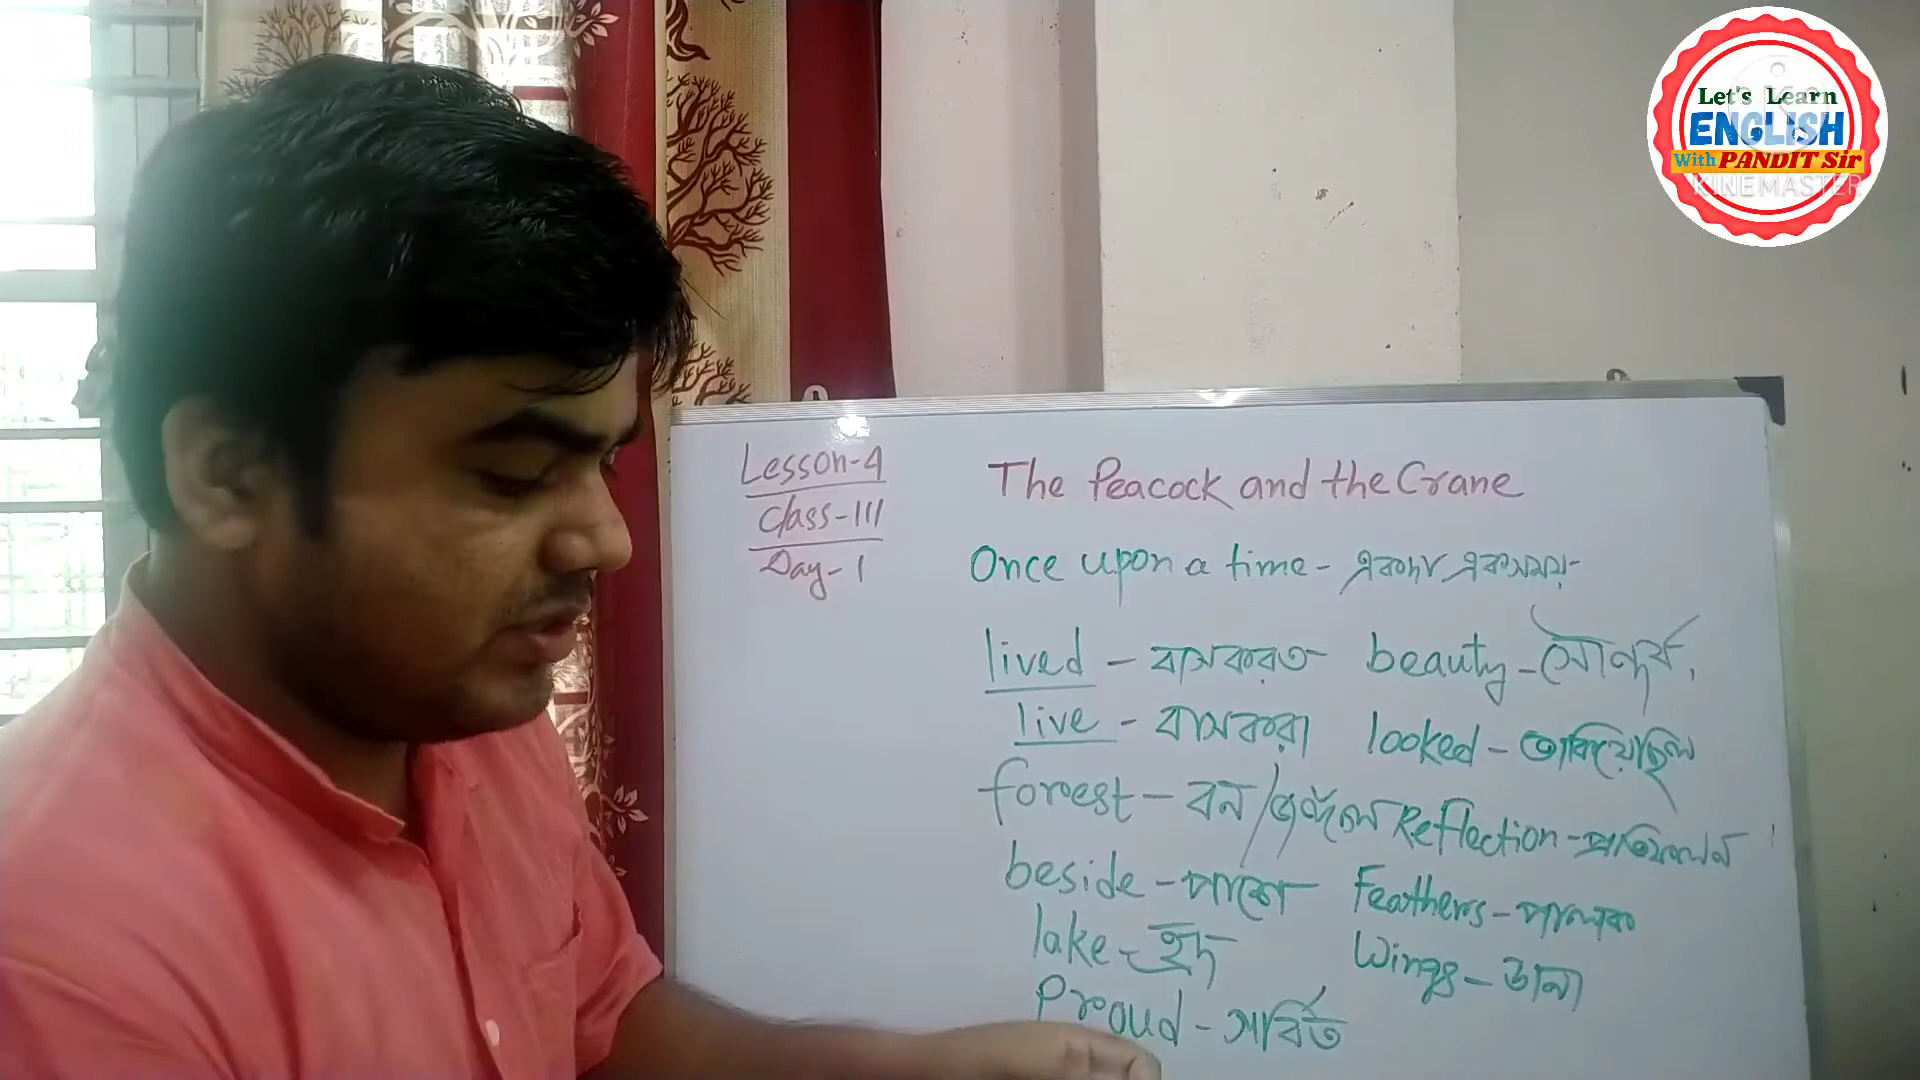 Let's Learn
ENGLISH
With PANDIT Sir
KINEMASTER
Lesson-4
Class-III
Day-1
The Peacock and the Crane
Once upon a time - একদা একসময়-
lived - বাসকরত beauty - সৌন্দর্য,
live - বাসকরা looked - তাকিয়েছিল
forest - বন/জঙ্গল Reflection - প্রতিফলন
beside - পাশে Feathers - পালক
lake - হ্রদ Wings - ডানা
Proud - গর্বিত